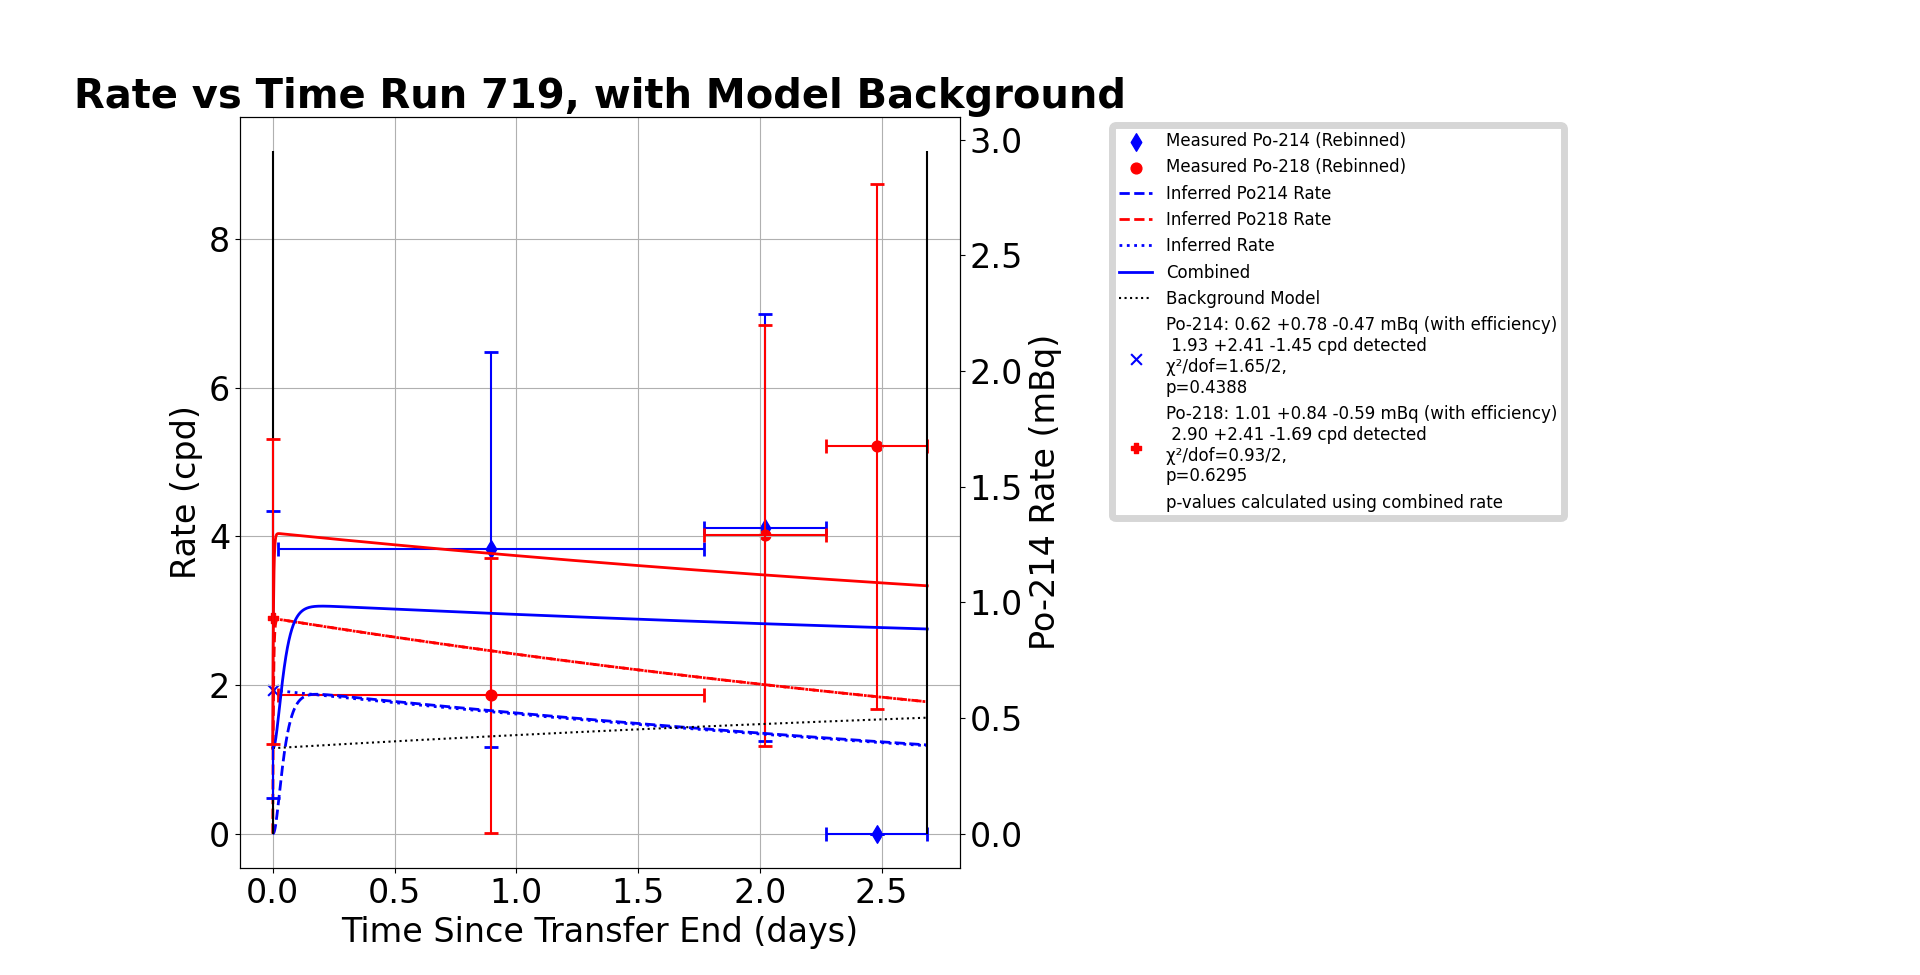 Rate vs Time Run 719, with Model Background
Rate (cpd)
8
6
4
2
0
0.0 0.5 1.0 1.5 2.0 2.5
Time Since Transfer End (days)
3.0
2.5
2.0
1.5
1.0
0.5
0.0
Po-214 Rate (mBq)
Measured Po-214 (Rebinned)
Measured Po-218 (Rebinned)
Inferred Po214 Rate
Inferred Po218 Rate
Inferred Rate
Combined
Background Model
Po-214: 0.62 +0.78 -0.47 mBq (with efficiency)
1.93 +2.41 -1.45 cpd detected
χ²/dof=1.65/2,
p=0.4388
Po-218: 1.01 +0.84 -0.59 mBq (with efficiency)
2.90 +2.41 -1.69 cpd detected
χ²/dof=0.93/2,
p=0.6295
p-values calculated using combined rate